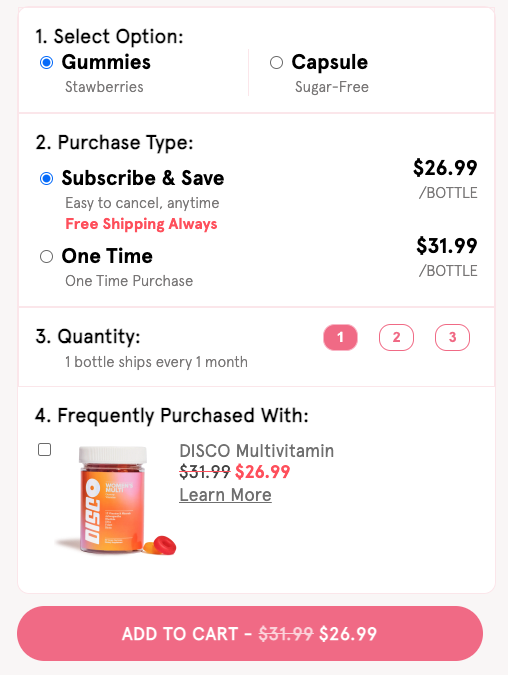 1. Select Option:
Gummies
Stawberries
Capsule
Sugar-Free
2. Purchase Type:
Subscribe & Save
Easy to cancel, anytime
Free Shipping Always
$26.99
/BOTTLE
One Time
One Time Purchase
$31.99
/BOTTLE
3. Quantity:
1 2 3
1 bottle ships every 1 month
4. Frequently Purchased With:
DISCO Multivitamin
$31.99 $26.99
Learn More
DISCO
WOMEN'S
MULTI
ADD TO CART - $31.99 $26.99